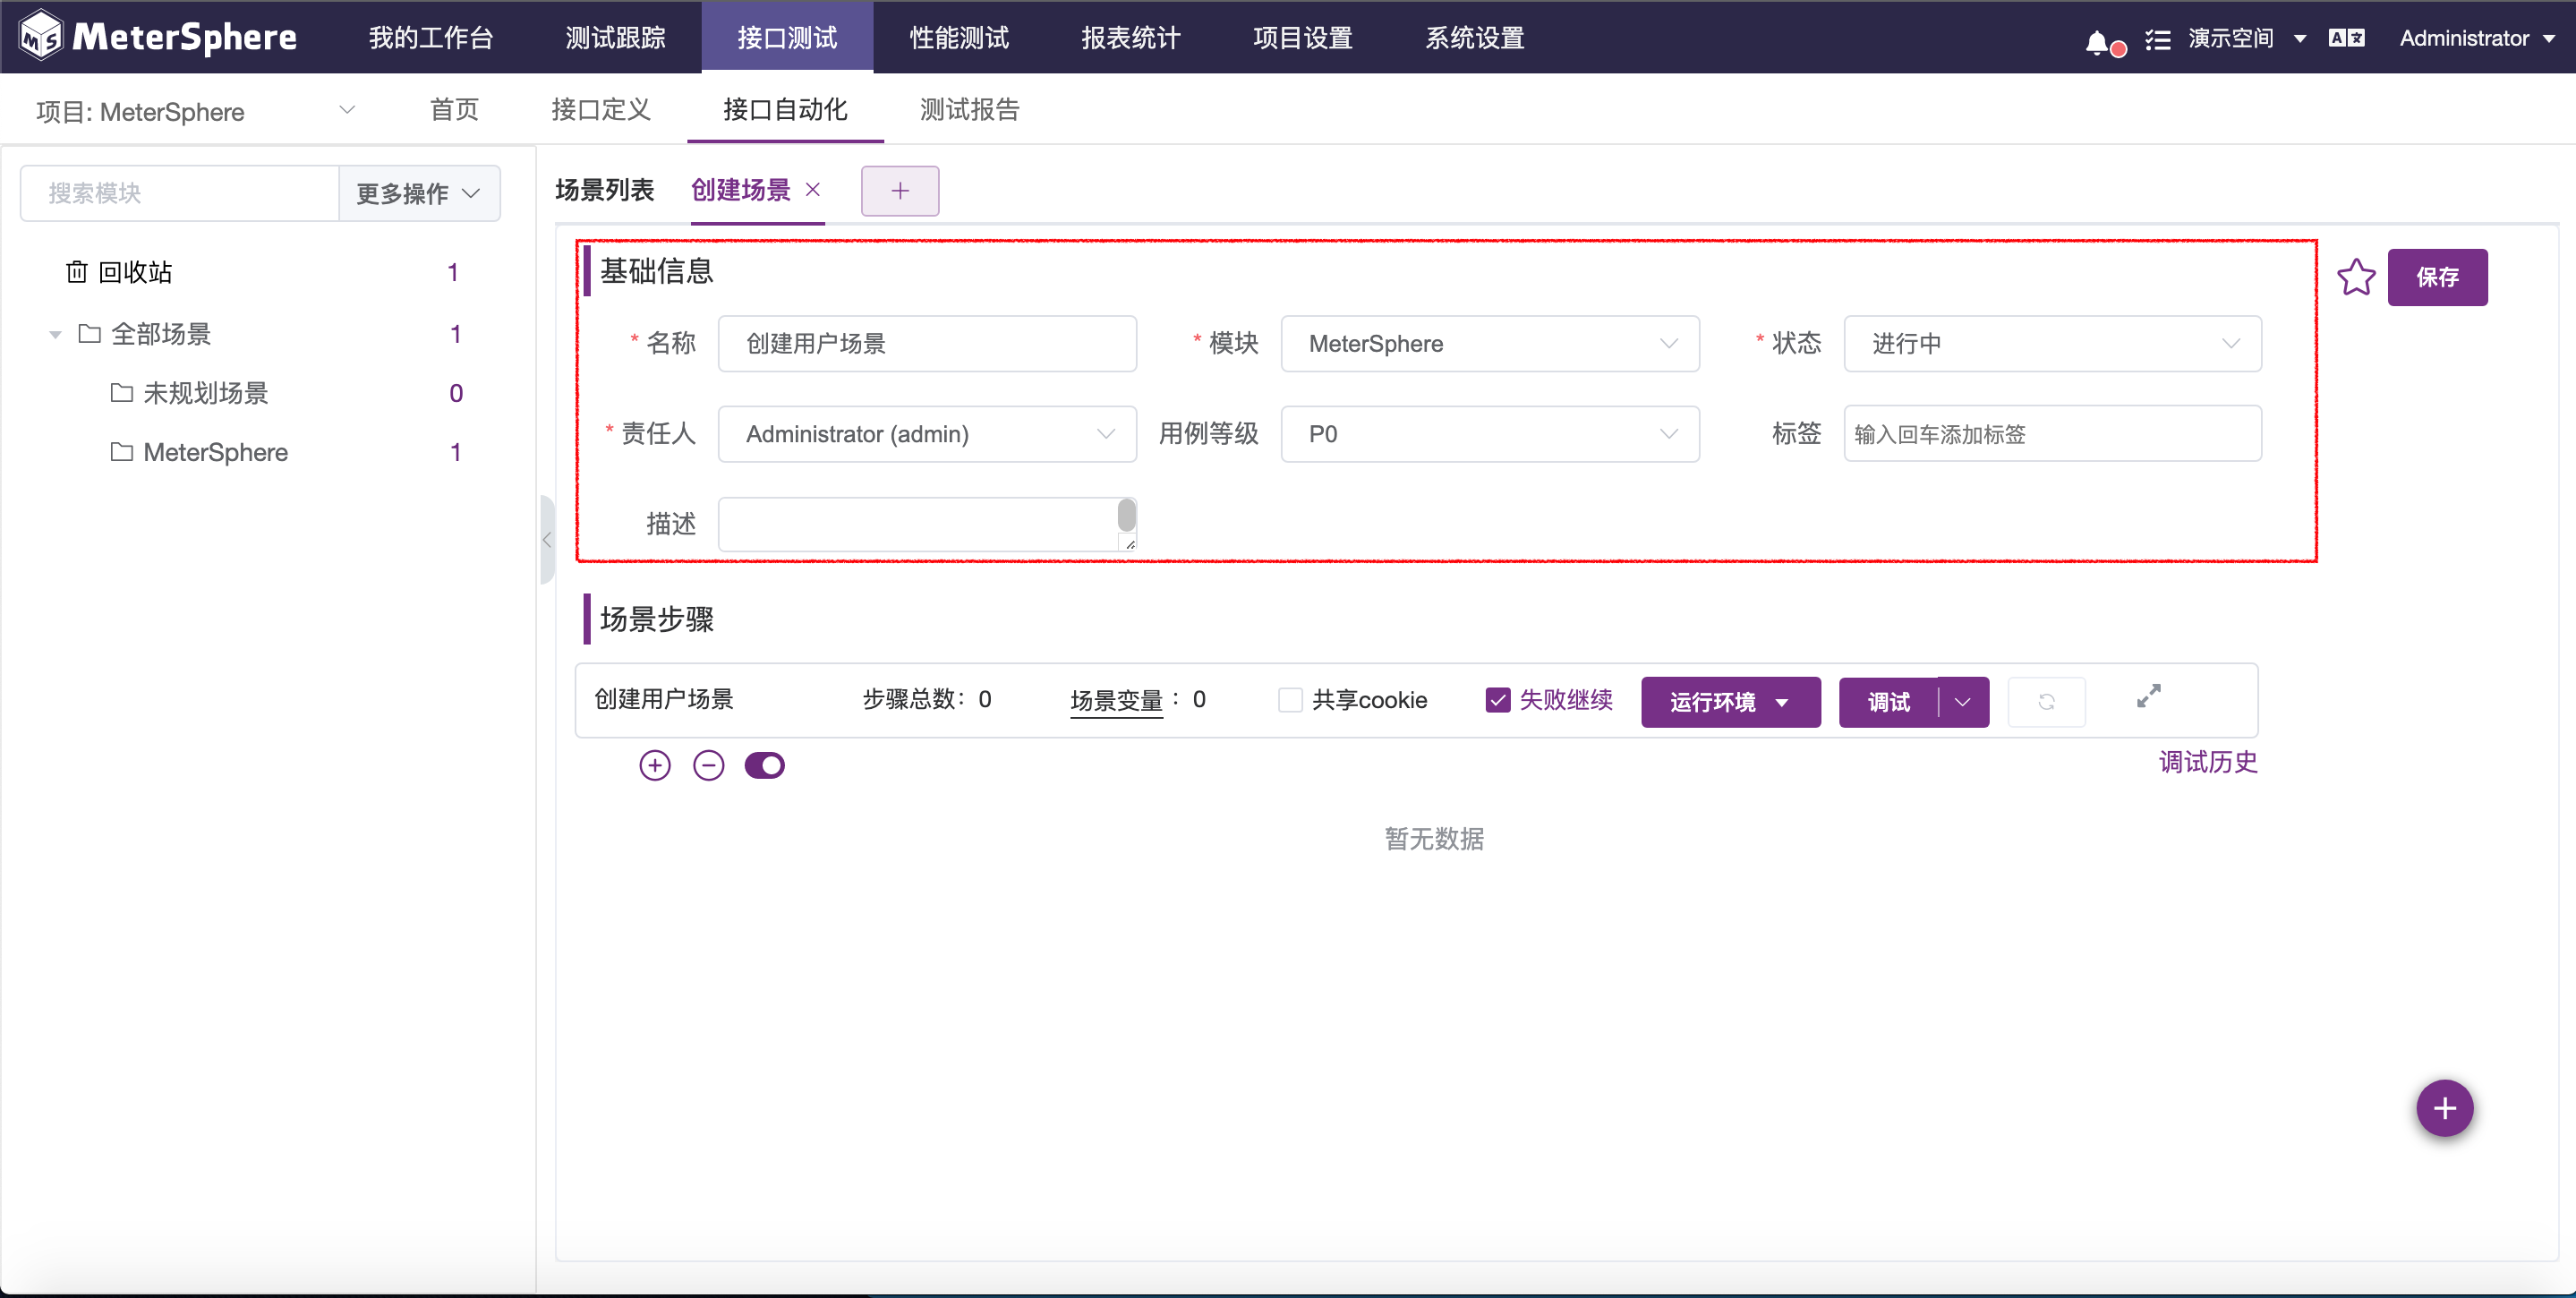 MeterSphere 我的工作台 测试跟踪 接口测试 性能测试 报表统计 项目设置 系统设置 演示空间 Administrator
项目: MeterSphere 首页 接口定义 接口自动化 测试报告
搜索模块 更多操作
回收站 1
全部场景 1
未规划场景 0
MeterSphere 1
场景列表 创建场景
基础信息
保存
* 名称 创建用户场景 * 模块 MeterSphere * 状态 进行中
* 责任人 Administrator (admin) 用例等级 P0 标签 输入回车添加标签
描述
场景步骤
创建用户场景 步骤总数：0 场景变量：0 共享cookie 失败继续 运行环境 调试
调试历史
暂无数据